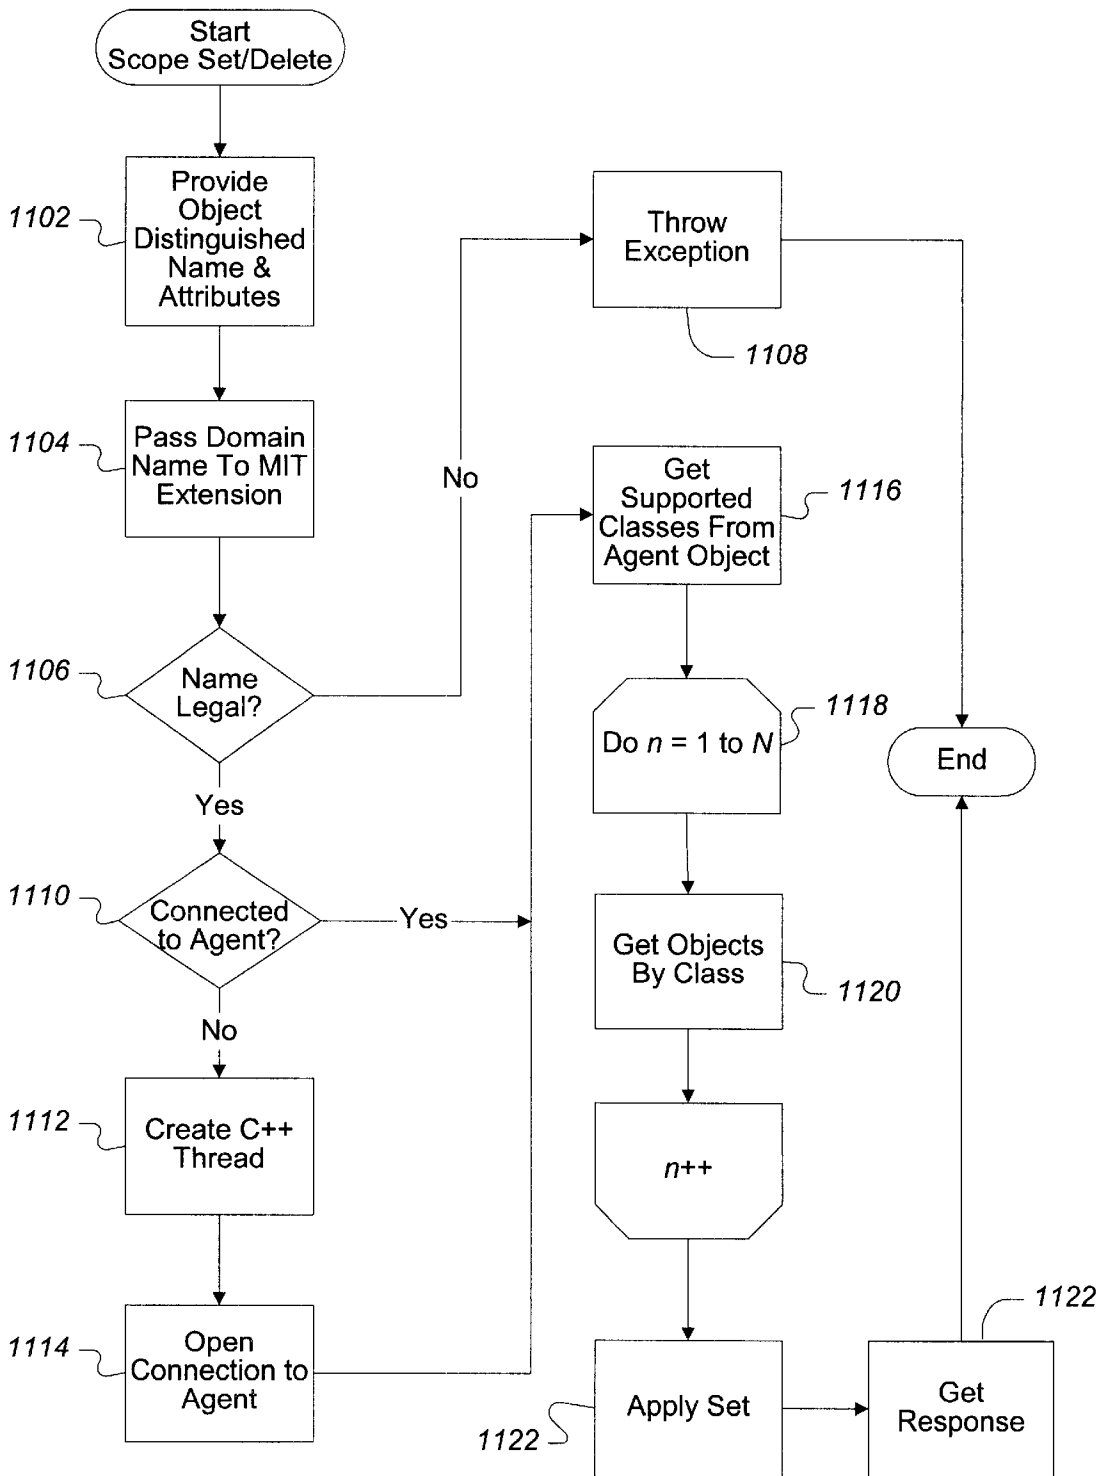 Start
Scope Set/Delete
1102
Provide
Object
Distinguished
Name &
Attributes
1104
Pass Domain
Name To MIT
Extension
1106
Name
Legal?
No
Yes
1110
Connected
to Agent?
Yes
No
1112
Create C++
Thread
1114
Open
Connection to
Agent
Throw
Exception
1108
Get
Supported
Classes From
Agent Object
1116
Do n = 1 to N
1118
Get Objects
By Class
1120
n++
Apply Set
1122
Get
Response
1122
End